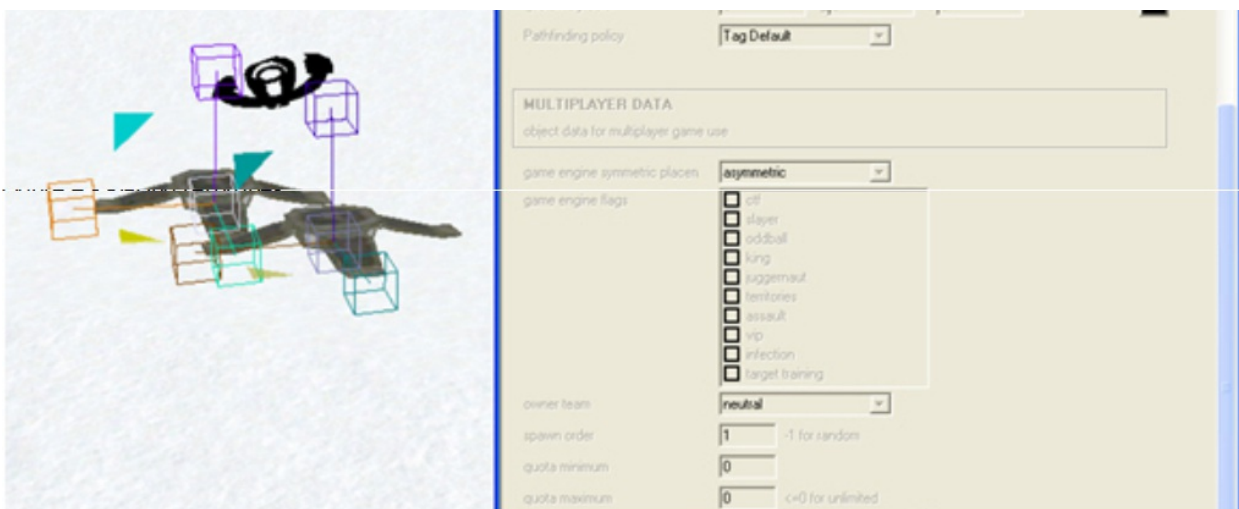 Pathfinding policy Tag Default
MULTIPLAYER DATA
object data for multiplayer game use
game engine symmetric placen asymmetric
game engine flags
ctf
slayer
oddball
king
juggernaut
territories
assault
vip
infection
target training
owner team neutral
spawn order 1 -1 for random
quota minimum 0
quota maximum 0 <=0 for unlimited